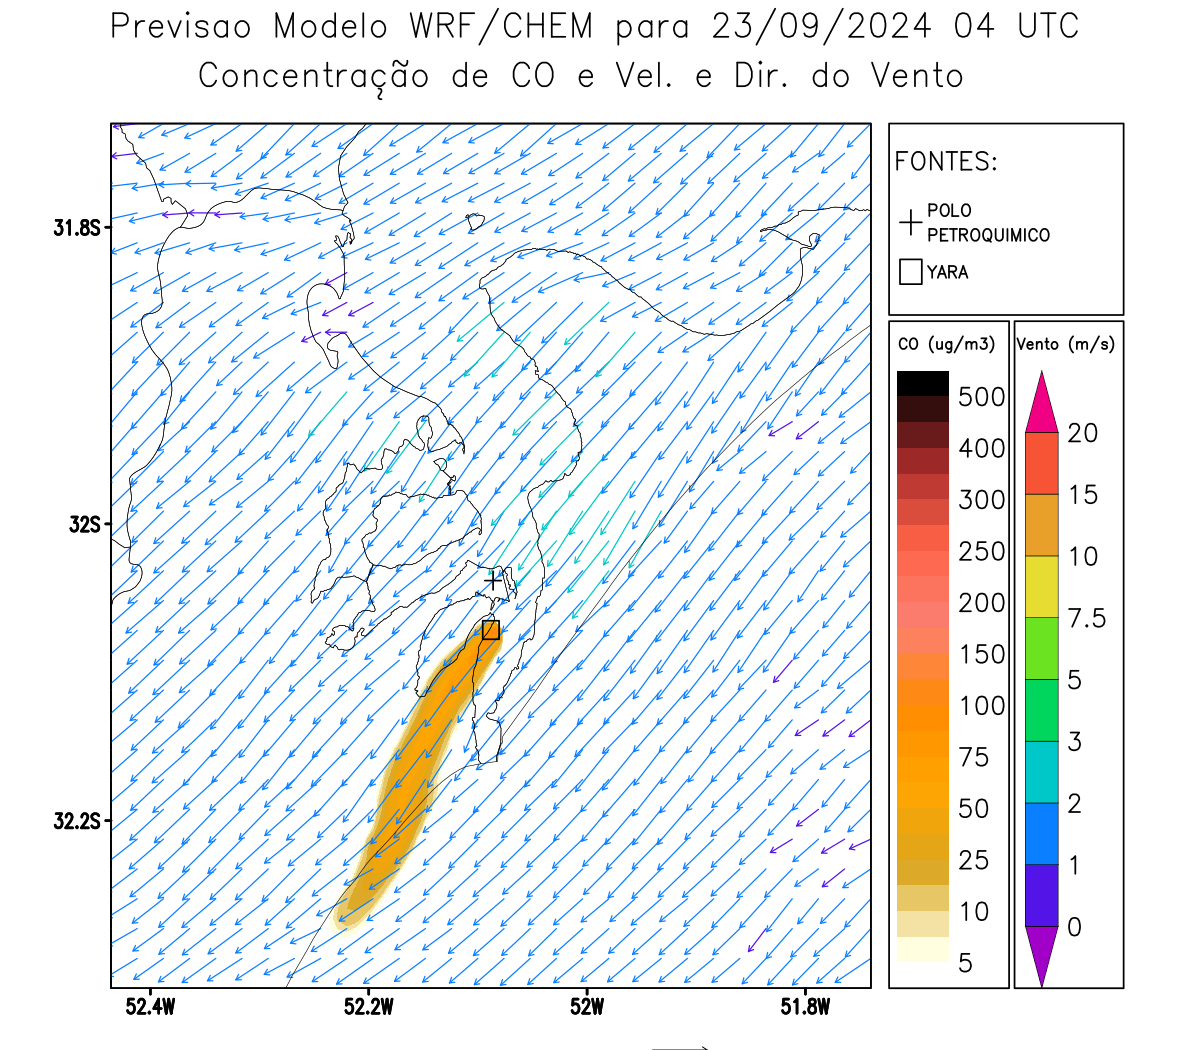 Previsao Modelo WRF/CHEM para 23/09/2024 04 UTC
Concentração de CO e Vel. e Dir. do Vento
FONTES:
POLO
PETROQUIMICO
YARA
CO (ug/m3)
500
400
300
250
200
150
100
75
50
25
10
5
Vento (m/s)
20
15
10
7.5
5
3
2
1
0
31.8S
32S
32.2S
52.4W
52.2W
52W
51.8W